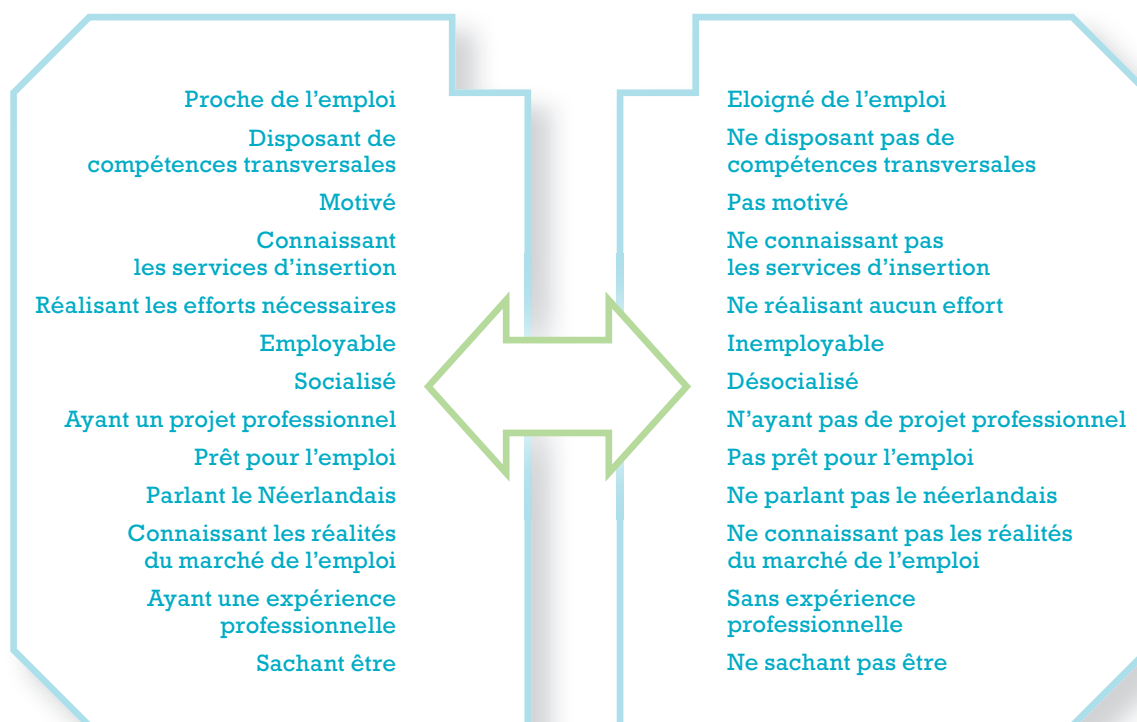 Proche de l’emploi
Disposant de
compétences transversales
Motivé
Connaissant
les services d’insertion
Réalisant les efforts nécessaires
Employable
Socialisé
Ayant un projet professionnel
Prêt pour l’emploi
Parlant le Néerlandais
Connaissant les réalités
du marché de l’emploi
Ayant une expérience
professionnelle
Sachant être
Eloigné de l’emploi
Ne disposant pas de
compétences transversales
Pas motivé
Ne connaissant pas
les services d’insertion
Ne réalisant aucun effort
Inemployable
Désocialisé
N’ayant pas de projet professionnel
Pas prêt pour l’emploi
Ne parlant pas le néerlandais
Ne connaissant pas les réalités
du marché de l’emploi
Sans expérience
professionnelle
Ne sachant pas être